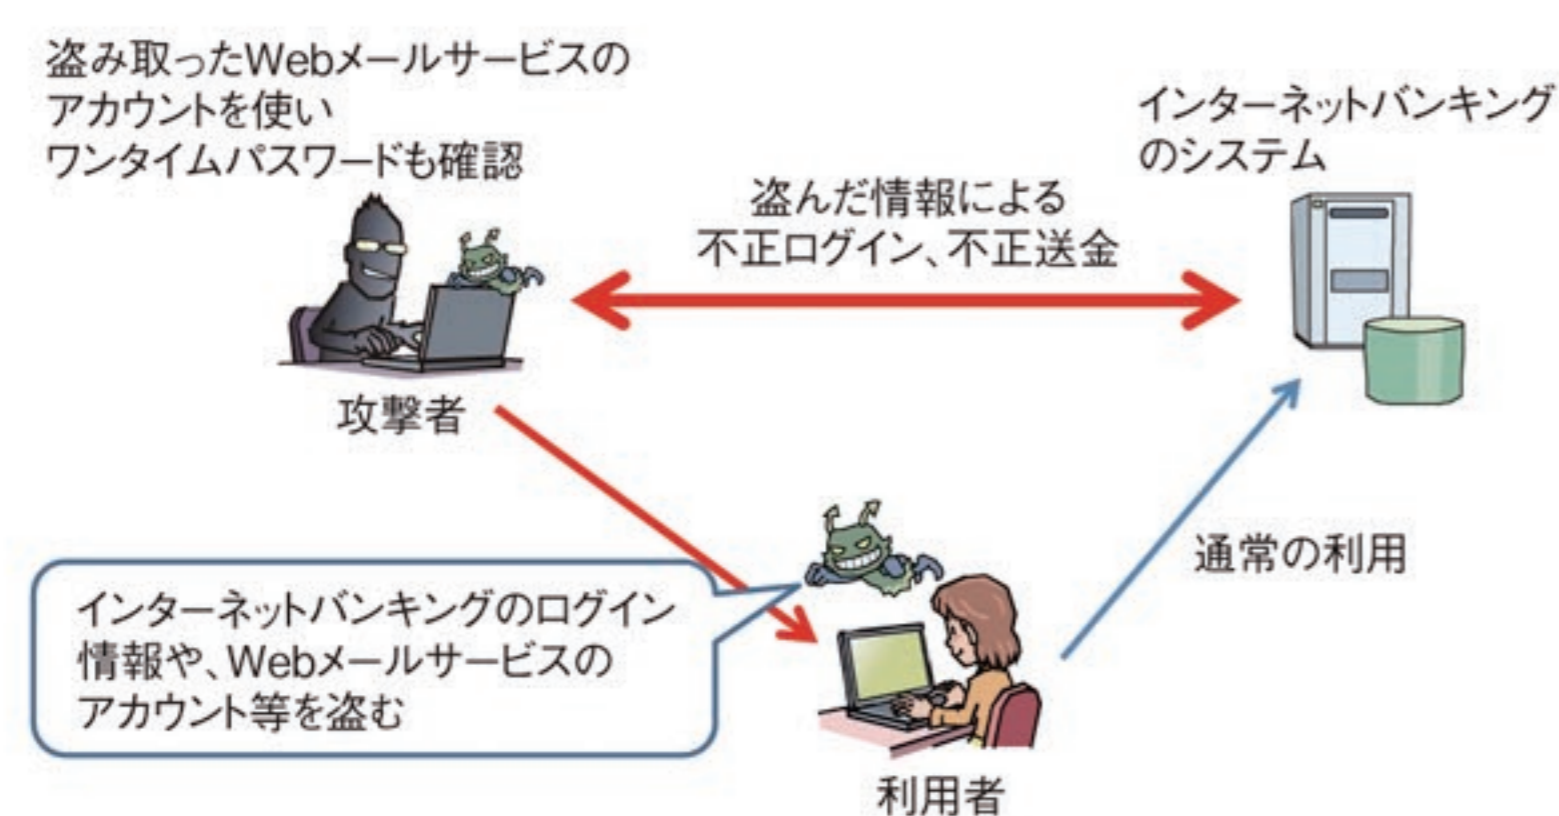 盗み取ったWebメールサービスの
アカウントを使い
ワンタイムパスワードも確認
インターネットバンキング
のシステム
盗んだ情報による
不正ログイン、不正送金
攻撃者
通常の利用
インターネットバンキングのログイン
情報や、Webメールサービスの
アカウント等を盗む
利用者